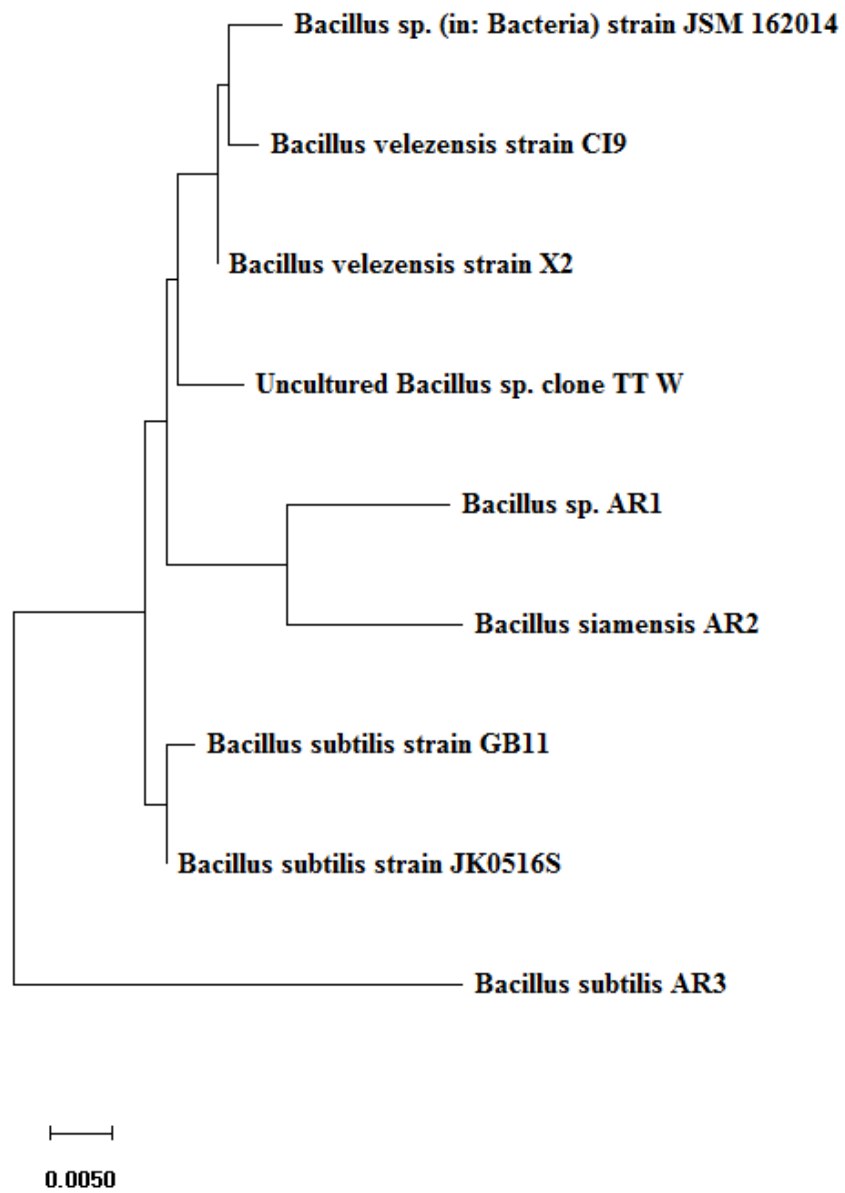 Bacillus sp. (in: Bacteria) strain JSM 162014
Bacillus velezensis strain CI9
Bacillus velezensis strain X2
Uncultured Bacillus sp. clone TT W
Bacillus sp. AR1
Bacillus siamensis AR2
Bacillus subtilis strain GB11
Bacillus subtilis strain JK0516S
Bacillus subtilis AR3
0.0050